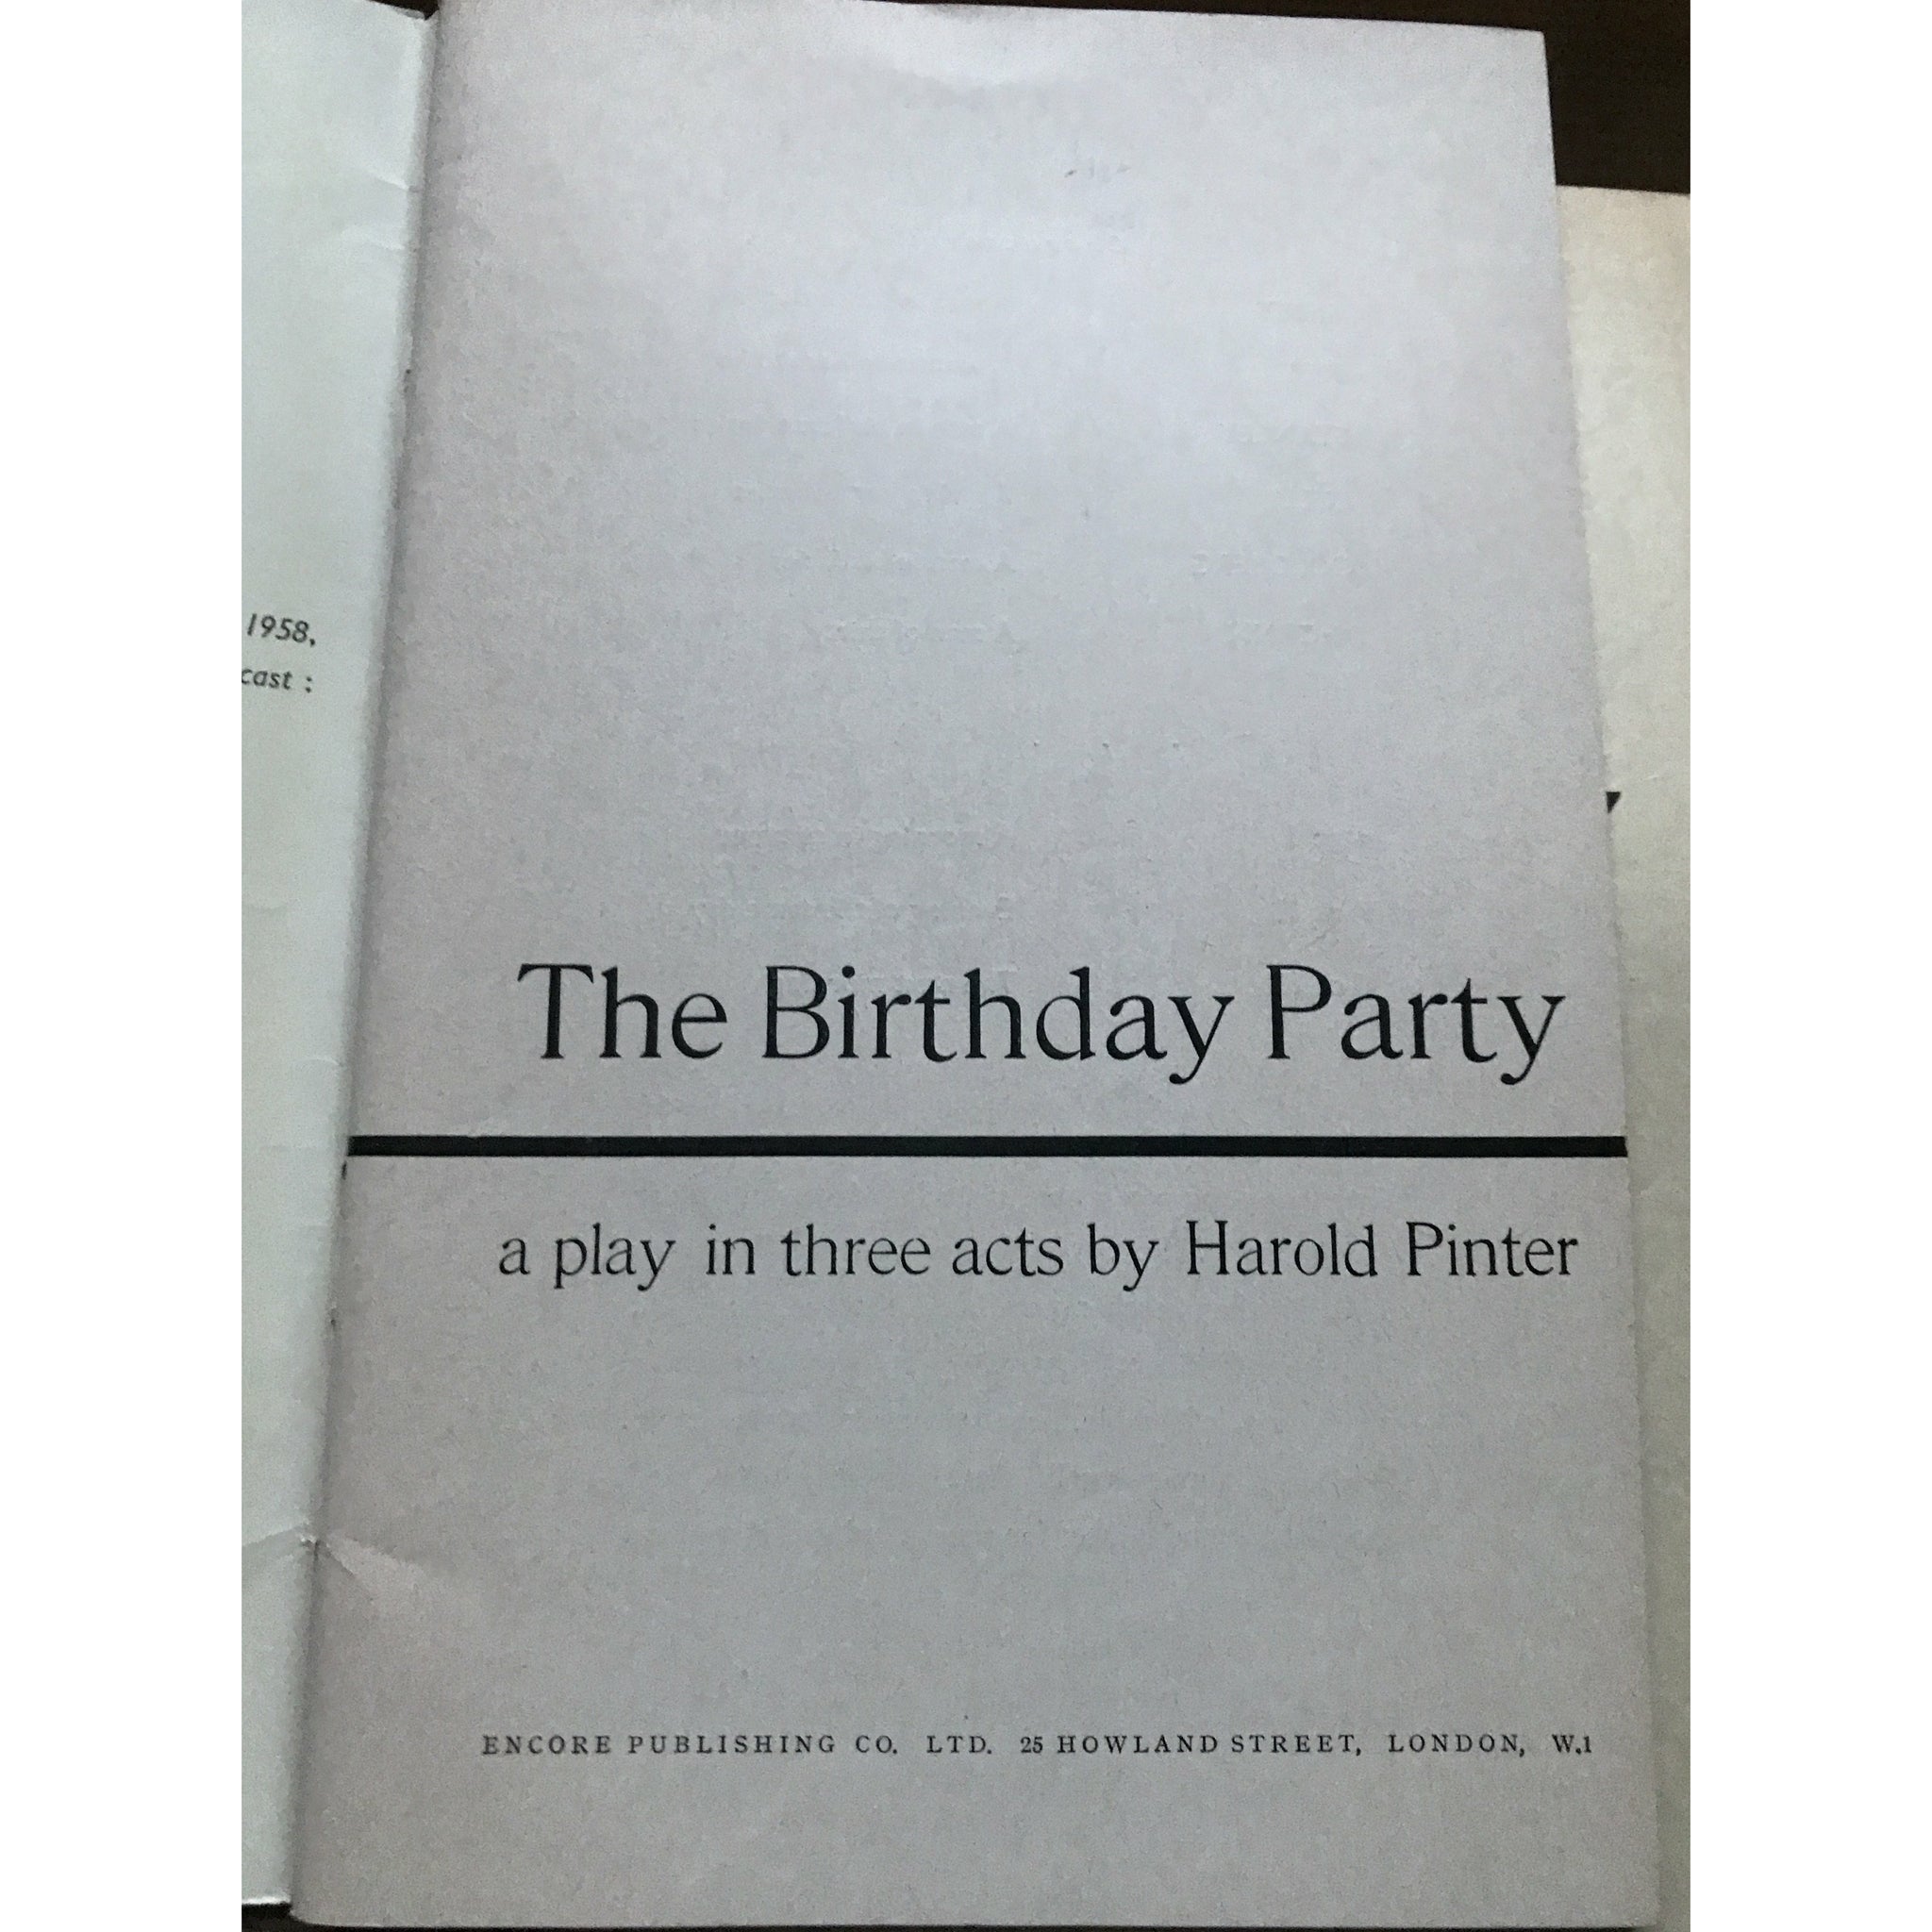 1958,
cast :
The Birthday Party
a play in three acts by Harold Pinter
ENCORE PUBLISHING CO. LTD. 25 HOWLAND STREET, LONDON, W.1